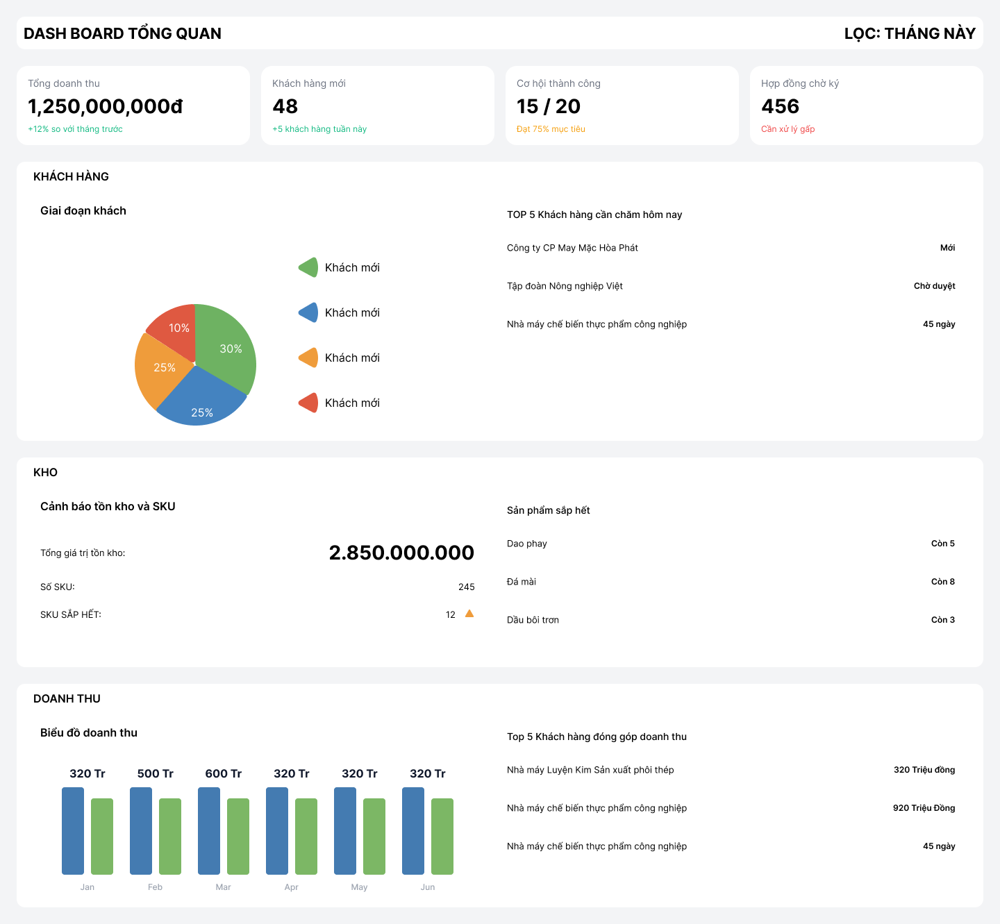 DASH BOARD TỔNG QUAN
LỌC: THÁNG NÀY
Tổng doanh thu
1,250,000,000đ
+12% so với tháng trước
Khách hàng mới
48
+5 khách hàng tuần này
Cơ hội thành công
15 / 20
Đạt 75% mục tiêu
Hợp đồng chờ ký
456
Cần xử lý gấp
KHÁCH HÀNG
Giai đoạn khách
10%
30%
25%
25%
Khách mới
Khách mới
Khách mới
Khách mới
TOP 5 Khách hàng cần chăm hôm nay
Công ty CP May Mặc Hòa Phát
Mới
Tập đoàn Nông nghiệp Việt
Chờ duyệt
Nhà máy chế biến thực phẩm công nghiệp
45 ngày
KHO
Cảnh báo tồn kho và SKU
Tổng giá trị tồn kho:
2.850.000.000
Số SKU:
245
SKU SẮP HẾT:
12
Sản phẩm sắp hết
Dao phay
Còn 5
Đá mài
Còn 8
Dầu bôi trơn
Còn 3
DOANH THU
Biểu đồ doanh thu
320 Tr
500 Tr
600 Tr
320 Tr
320 Tr
320 Tr
Jan
Feb
Mar
Apr
May
Jun
Top 5 Khách hàng đóng góp doanh thu
Nhà máy Luyện Kim Sản xuất phôi thép
320 Triệu đồng
Nhà máy chế biến thực phẩm công nghiệp
920 Triệu Đồng
Nhà máy chế biến thực phẩm công nghiệp
45 ngày